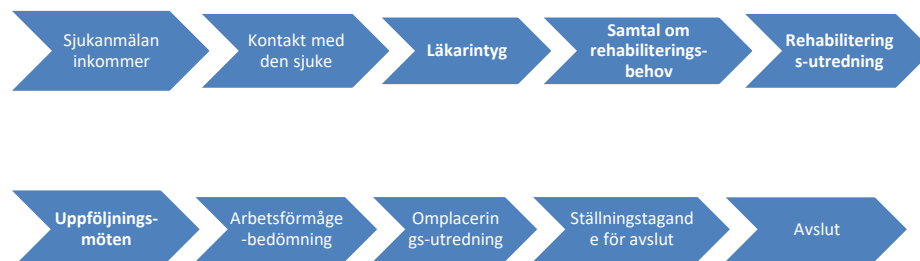 Sjukanmälan
inkommer
Kontakt med
den sjuke
Läkarintyg
Samtal om
rehabiliterings-
behov
Rehabilitering
s-utredning
Uppföljnings-
möten
Arbetsförmåge
-bedömning
Omplacerin
gs-utredning
Ställningstagand
e för avslut
Avslut